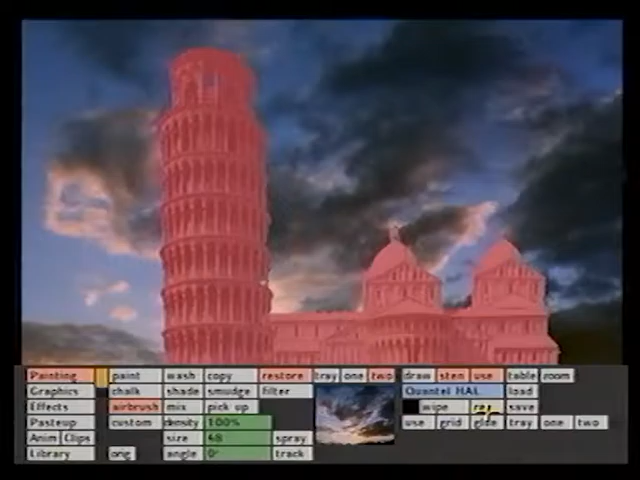 Painting paint wash copy restore tray one two draw sten use table room
Graphics chalk shade smudge filter Quantel HAL load
Effects airbrush mix pick up wipe save
Pasteup custom density 100% use grid glue tray one two
Anim Clips size 48 spray
Library orig angle 0° track